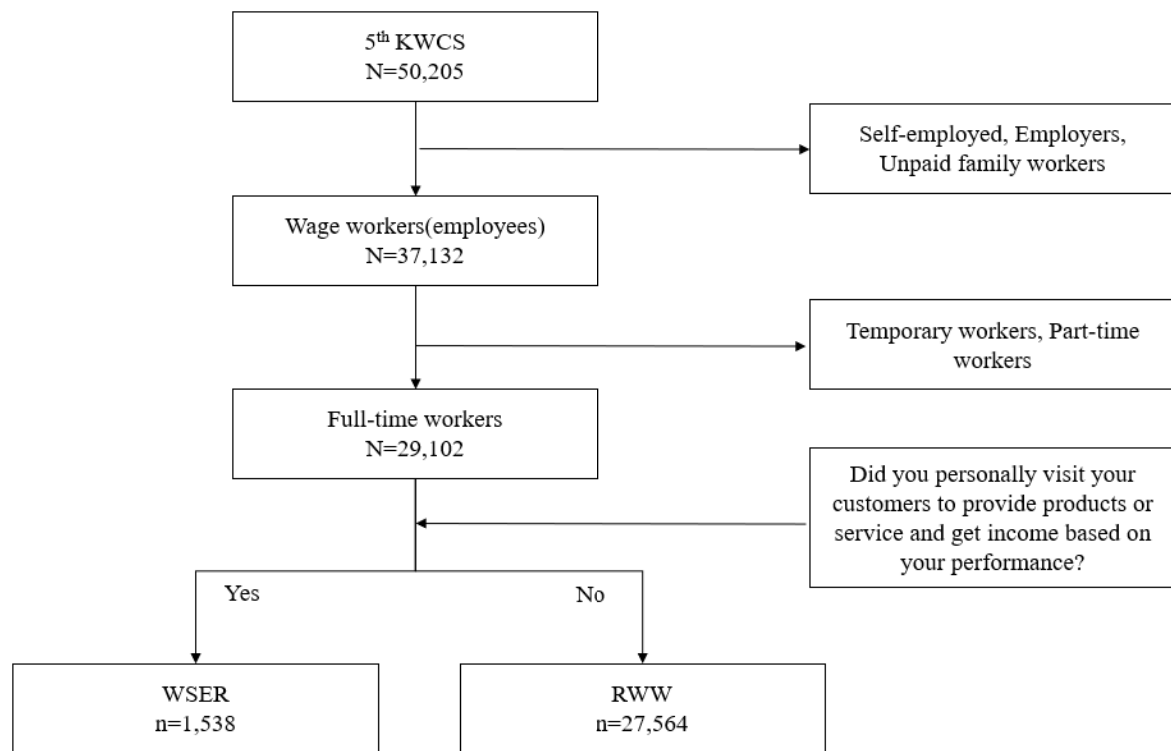 5th KWCS
N=50,205
Self-employed, Employers,
Unpaid family workers
Wage workers(employees)
N=37,132
Temporary workers, Part-time
workers
Full-time workers
N=29,102
Did you personally visit your
customers to provide products or
service and get income based on
your performance?
Yes
No
WSER
n=1,538
RWW
n=27,564